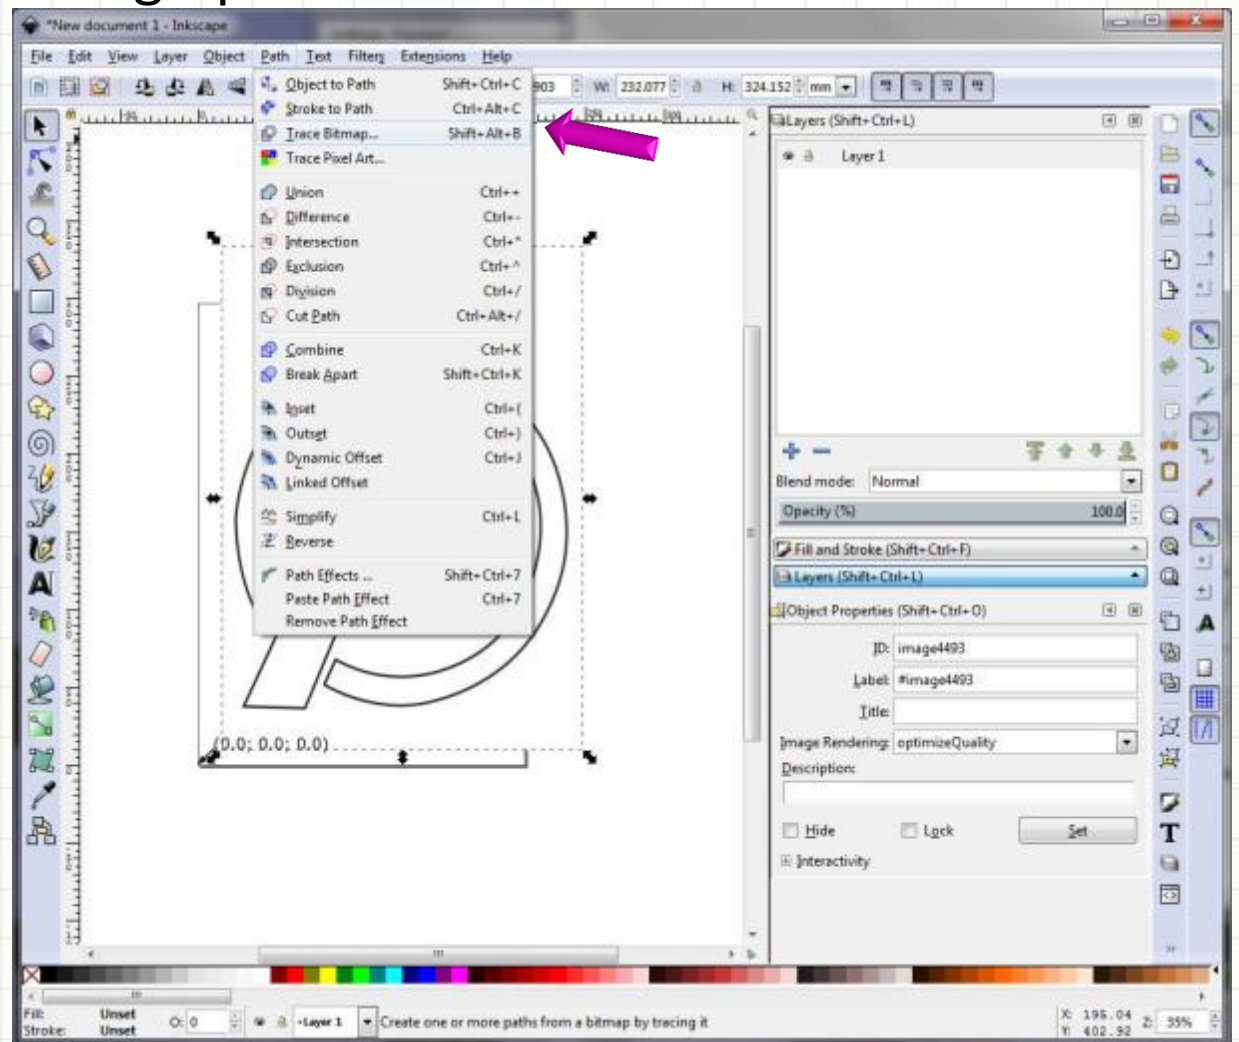 *New document 1 - Inkscape
File Edit View Layer Object Path Text Filters Extensions Help
903 W: 232.077 H: 324.152 mm
Object to Path Shift+Ctrl+C
Stroke to Path Ctrl+Alt+C
Trace Bitmap... Shift+Alt+B
Trace Pixel Art...
Union Ctrl++
Difference Ctrl+-
Intersection Ctrl+*
Exclusion Ctrl+^
Division Ctrl+/
Cut Path Ctrl+Alt+/
Combine Ctrl+K
Break Apart Shift+Ctrl+K
Inset Ctrl+(
Outset Ctrl+)
Dynamic Offset Ctrl+J
Linked Offset
Simplify Ctrl+L
Reverse
Path Effects ... Shift+Ctrl+7
Paste Path Effect Ctrl+7
Remove Path Effect
(0.0; 0.0; 0.0)
Layers (Shift+Ctrl+L)
Layer 1
Blend mode: Normal
Opacity (%) 100.0
Fill and Stroke (Shift+Ctrl+F)
Layers (Shift+Ctrl+L)
Object Properties (Shift+Ctrl+O)
ID: image4493
Label: #image4493
Title:
Image Rendering: optimizeQuality
Description:
Hide Lock Set
Interactivity
Fill: Unset
Stroke: Unset
O: 0
-Layer 1
Create one or more paths from a bitmap by tracing it
X: 195.04
Y: 402.92
Z: 35%